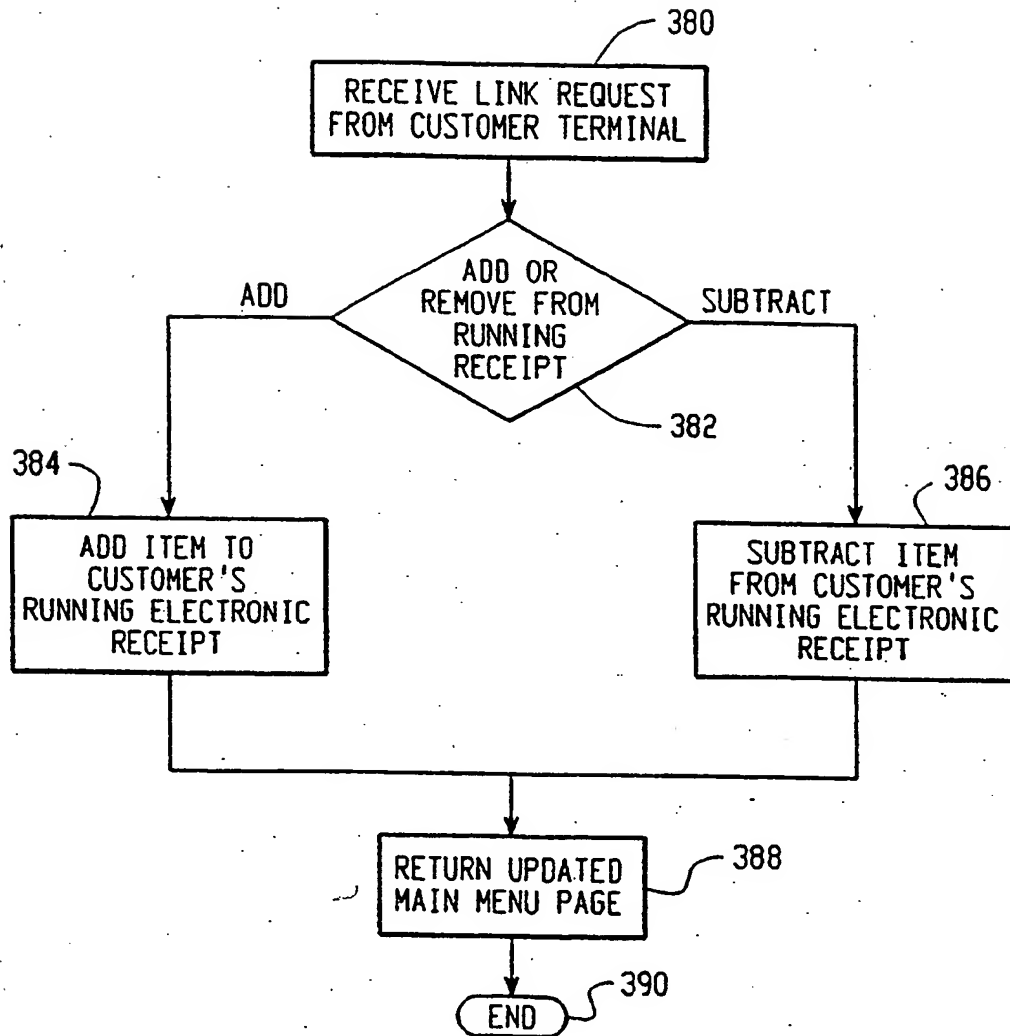 380
RECEIVE LINK REQUEST
FROM CUSTOMER TERMINAL
ADD OR
REMOVE FROM
RUNNING
RECEIPT
ADD
SUBTRACT
382
384
386
ADD ITEM TO
CUSTOMER'S
RUNNING ELECTRONIC
RECEIPT
SUBTRACT ITEM
FROM CUSTOMER'S
RUNNING ELECTRONIC
RECEIPT
RETURN UPDATED
MAIN MENU PAGE
388
END
390